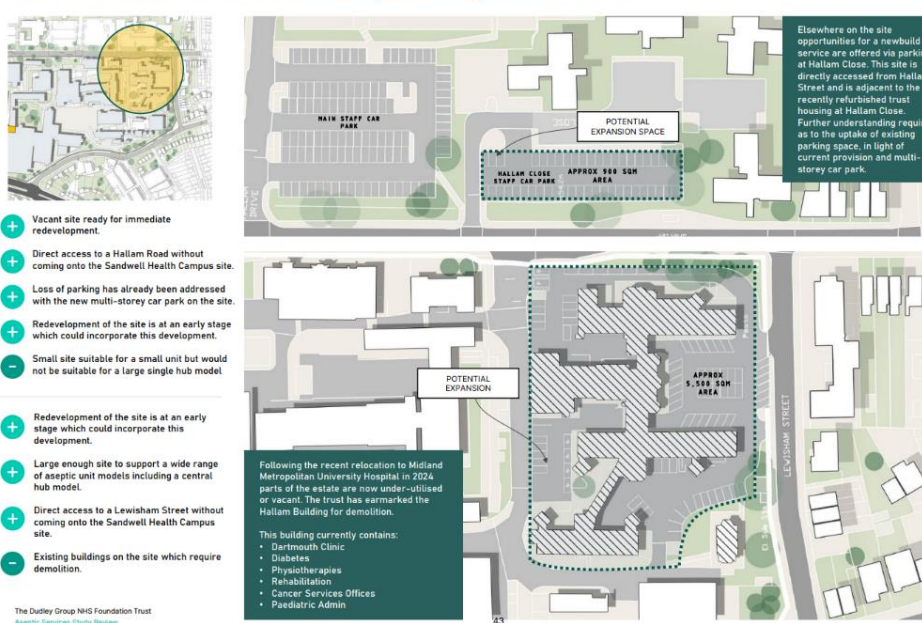 Elsewhere on the site
opportunities for a newbuild
service are offered via
at Hallam Close. This site is
directly accessed from
Street and is adjacent to the
recently refurbished trust
housing at Hallam Close.
Further understanding
as to the uptake of existing
parking space, in light of
current provision and multi-
storey car park.
MAIN STAFF CAR
PARK
POTENTIAL
EXPANSION SPACE
HALLAM CLOSE
STAFF CAR PARK
APPROX 900 SQM
AREA
DRIVE
+ Vacant site ready for immediate
redevelopment.
+ Direct access to a Hallam Road without
coming onto the Sandwell Health Campus site.
+ Loss of parking has already been addressed
with the new multi-storey car park on the site.
+ Redevelopment of the site is at an early stage
which could incorporate this development.
- Small site suitable for a small unit but would
not be suitable for a large single hub model
+ Redevelopment of the site is at an early
stage which could incorporate this
development.
+ Large enough site to support a wide range
of aseptic unit models including a central
hub model.
+ Direct access to a Lewisham Street without
coming onto the Sandwell Health Campus
site.
- Existing buildings on the site which require
demolition.
POTENTIAL
EXPANSION
APPROX
5,500 SQM
AREA
LEWISHAM STREET
Following the recent relocation to Midland
Metropolitan University Hospital in 2024
parts of the estate are now under-utilised
or vacant. The trust has earmarked the
Hallam Building for demolition.
This building currently contains:
• Dartmouth Clinic
• Diabetes
• Physiotherapies
• Rehabilitation
• Cancer Services Offices
• Paediatric Admin
The Dudley Group NHS Foundation Trust
Aseptic Services Study Review
43